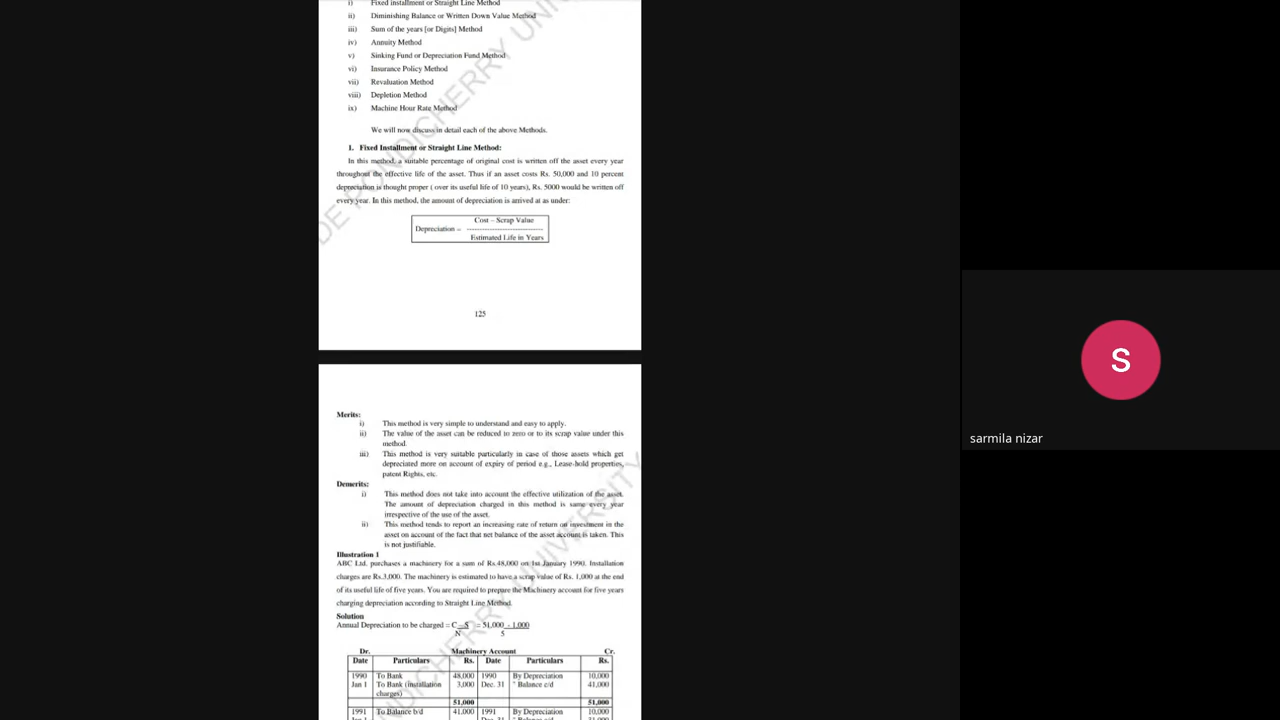 i) Fixed installment or Straight Line Method
ii) Diminishing Balance or Written Down Value Method
iii) Sum of the years [or Digits] Method
iv) Annuity Method
v) Sinking Fund or Depreciation Fund Method
vi) Insurance Policy Method
vii) Revaluation Method
viii) Depletion Method
ix) Machine Hour Rate Method
We will now discuss in detail each of the above Methods.
1. Fixed Installment or Straight Line Method:
In this method, a suitable percentage of original cost is written off the asset every year
throughout the effective life of the asset. Thus if an asset costs Rs. 50,000 and 10 percent
depreciation is thought proper ( over its useful life of 10 years), Rs. 5000 would be written off
every year. In this method, the amount of depreciation is arrived at as under:
Cost – Scrap Value
Depreciation = ------------------------
Estimated Life in Years
125
DE PONDICHERRY UNI
Merits:
i) This method is very simple to understand and easy to apply.
ii) The value of the asset can be reduced to zero or to its scrap value under this
method.
iii) This method is very suitable particularly in case of those assets which get
depreciated more on account of expiry of period e.g., Lease-hold properties,
patent Rights, etc.
Demerits:
i) This method does not take into account the effective utilization of the asset.
The amount of depreciation charged in this method is same every year
irrespective of the use of the asset.
ii) This method tends to report an increasing rate of return on investment in the
asset on account of the fact that net balance of the asset account is taken. This
is not justifiable.
Illustration 1
ABC Ltd. purchases a machinery for a sum of Rs.48,000 on 1st January 1990. Installation
charges are Rs.3,000. The machinery is estimated to have a scrap value of Rs. 1,000 at the end
of its useful life of five years. You are required to prepare the Machinery account for five years
charging depreciation according to Straight Line Method.
Solution
Annual Depreciation to be charged = C – S = 51,000 - 1,000
N 5
Dr. Machinery Account Cr.
Date Particulars Rs. Date Particulars Rs.
1990 To Bank 48,000 1990 By Depreciation 10,000
Jan 1 To Bank (installation 3,000 Dec. 31 " Balance c/d 41,000
charges)
51,000 51,000
1991 To Balance b/d 41,000 1991 By Depreciation 10,000
UNIVERSITY
S
sarmila nizar